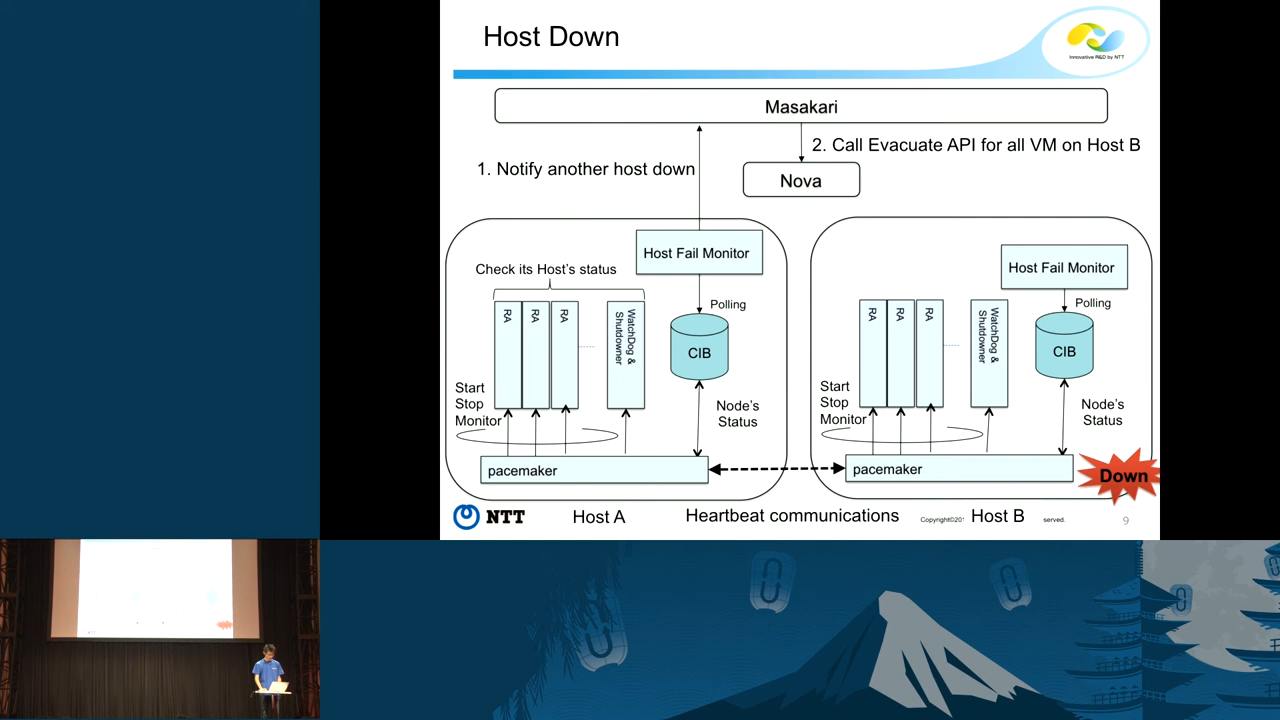 Host Down
Innovative R&D by NTT
Masakari
2. Call Evacuate API for all VM on Host B
1. Notify another host down
Nova
Host Fail Monitor
Check its Host's status
Polling
RA
RA
RA
WatchDog &
Shutdowner
CIB
Start
Stop
Monitor
Node's
Status
pacemaker
Host Fail Monitor
Polling
RA
RA
RA
WatchDog &
Shutdowner
CIB
Start
Stop
Monitor
Node's
Status
pacemaker
Down
NTT
Host A
Heartbeat communications
Host B
served.
9